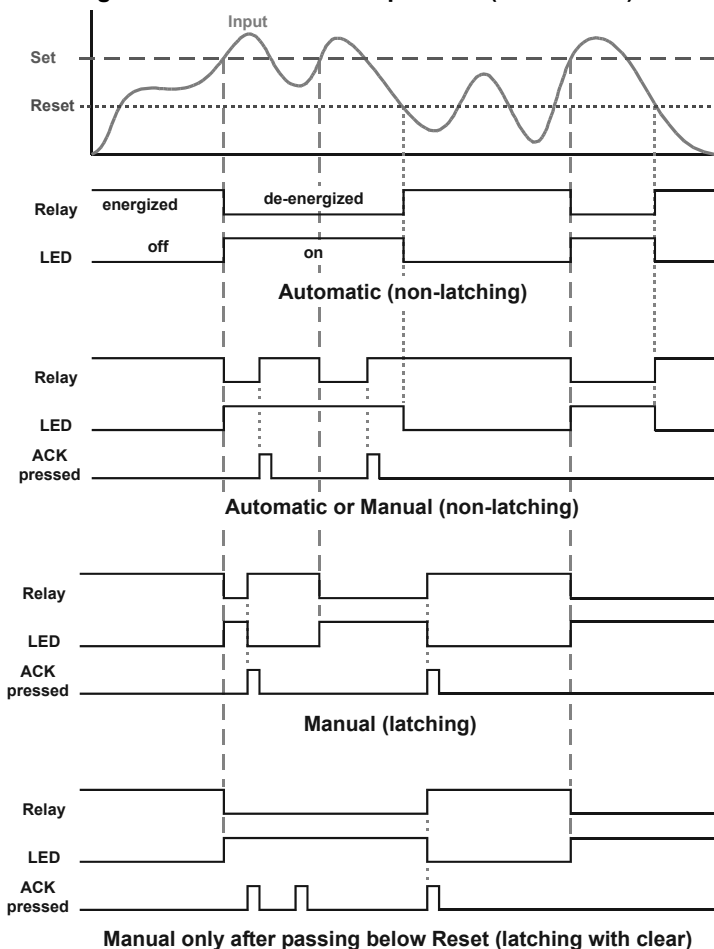 Input
Set
Reset
Relay
energized
de-energized
LED
off
on
Automatic (non-latching)
Relay
LED
ACK
pressed
Automatic or Manual (non-latching)
Relay
LED
ACK
pressed
Manual (latching)
Relay
LED
ACK
pressed
Manual only after passing below Reset (latching with clear)